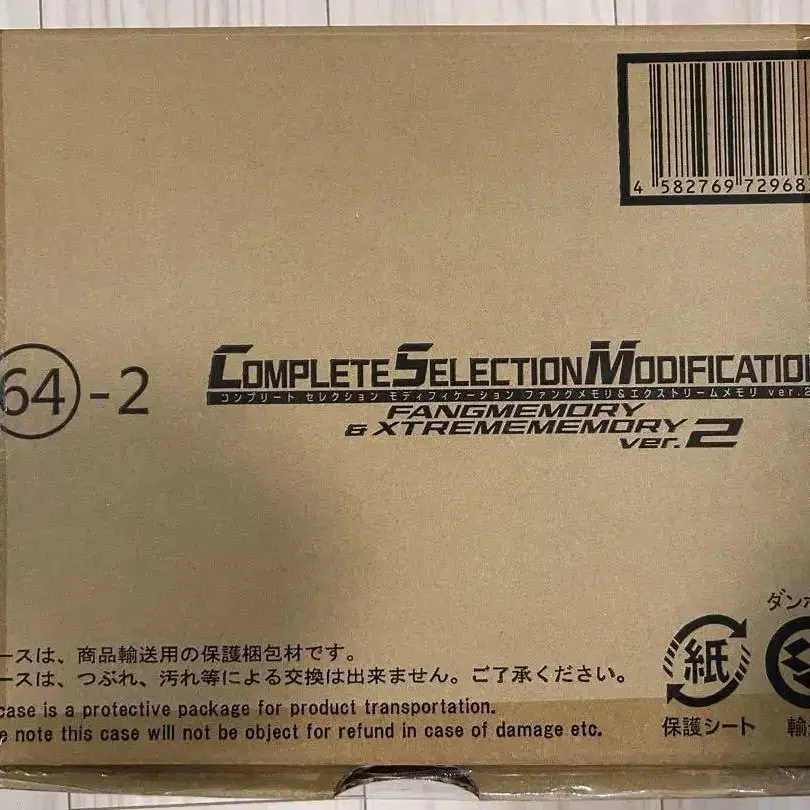 4 582769 72968
64-2
COMPLETE SELECTION MODIFICATION
コンプリート セレクション モディフィケーション ファングメモリ&エクストリームメモリ ver.2
FANGMEMORY
& XTREMEMEMORY
ver.2
ダンボ
紙
保護シート
輸
ースは、商品輸送用の保護梱包材です。
ースは、つぶれ、汚れ等による交換は出来ません。ご了承ください。
case is a protective package for product transportation.
e note this case will not be object for refund in case of damage etc.